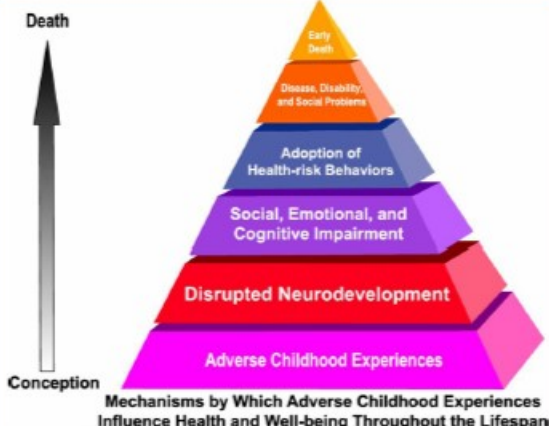 Death
Early
Death
Disease, Disability,
and Social Problems
Adoption of
Health-risk Behaviors
Social, Emotional, and
Cognitive Impairment
Disrupted Neurodevelopment
Adverse Childhood Experiences
Conception
Mechanisms by Which Adverse Childhood Experiences
Influence Health and Well-being Throughout the Lifespan